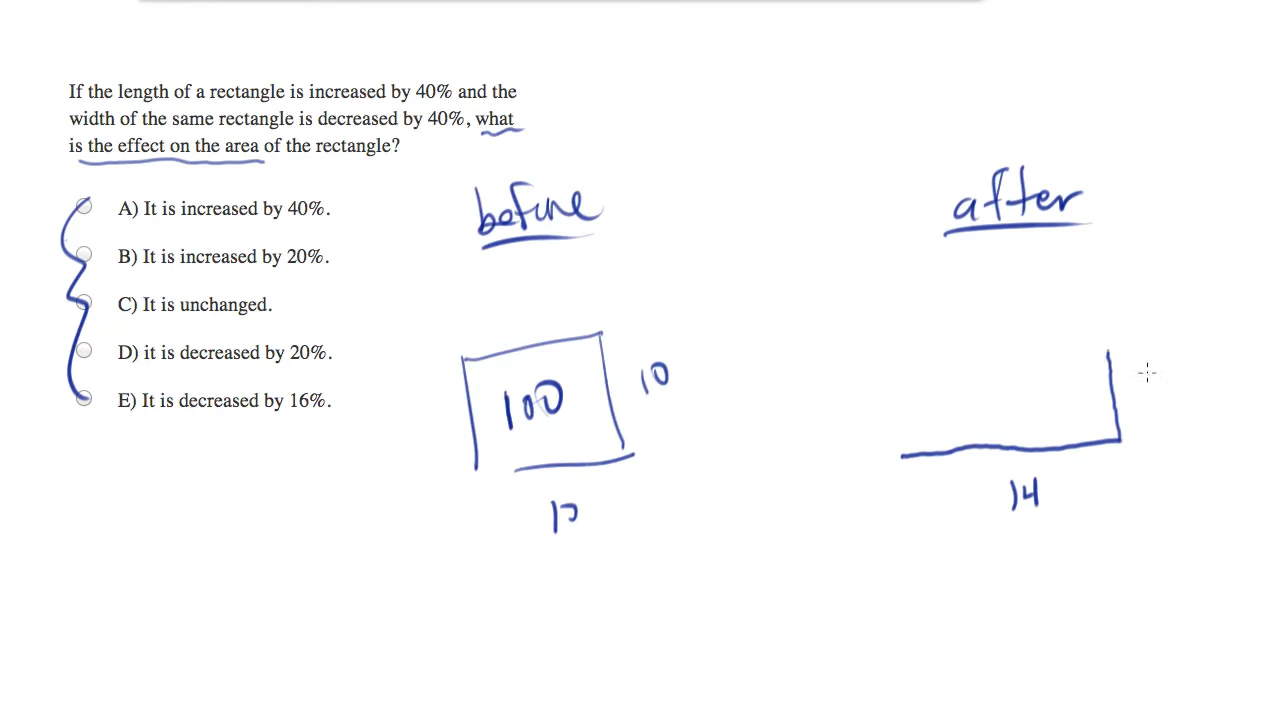 If the length of a rectangle is increased by 40% and the
width of the same rectangle is decreased by 40%, what
is the effect on the area of the rectangle?
A) It is increased by 40%.
B) It is increased by 20%.
C) It is unchanged.
D) it is decreased by 20%.
E) It is decreased by 16%.
before
after
100
10
10
14